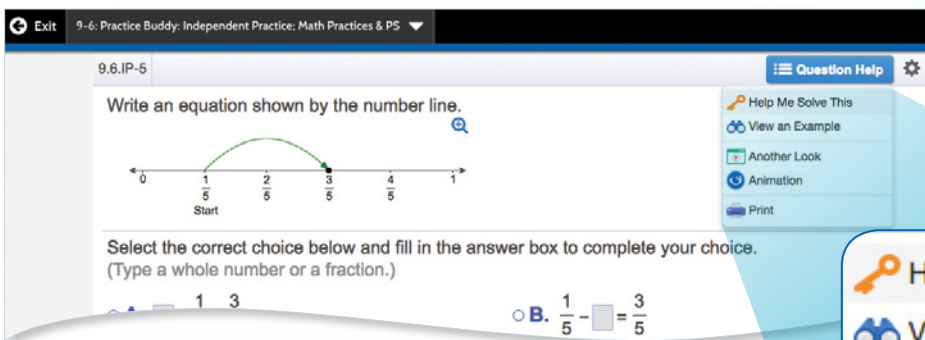 Exit 9-6: Practice Buddy: Independent Practice; Math Practices & PS
9.6.IP-5
Question Help
Write an equation shown by the number line.
Help Me Solve This
View an Example
Another Look
Animation
Print
0 1/5 2/5 3/5 4/5 1
Start
Select the correct choice below and fill in the answer box to complete your choice.
(Type a whole number or a fraction.)
1 3
B. 1/5 - = 3/5
H
V